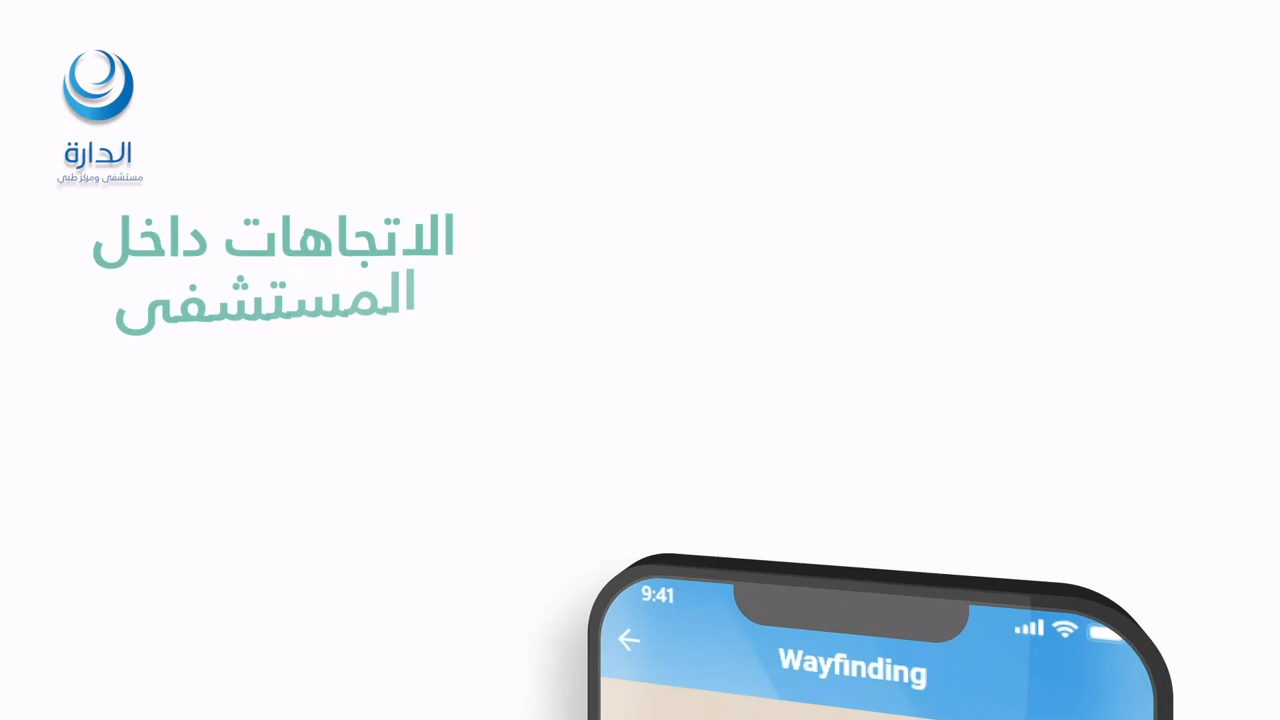 الدارة
مستشفى ومركز طبي
الاتجاهات داخل
المستشفى
9:41
Wayfinding